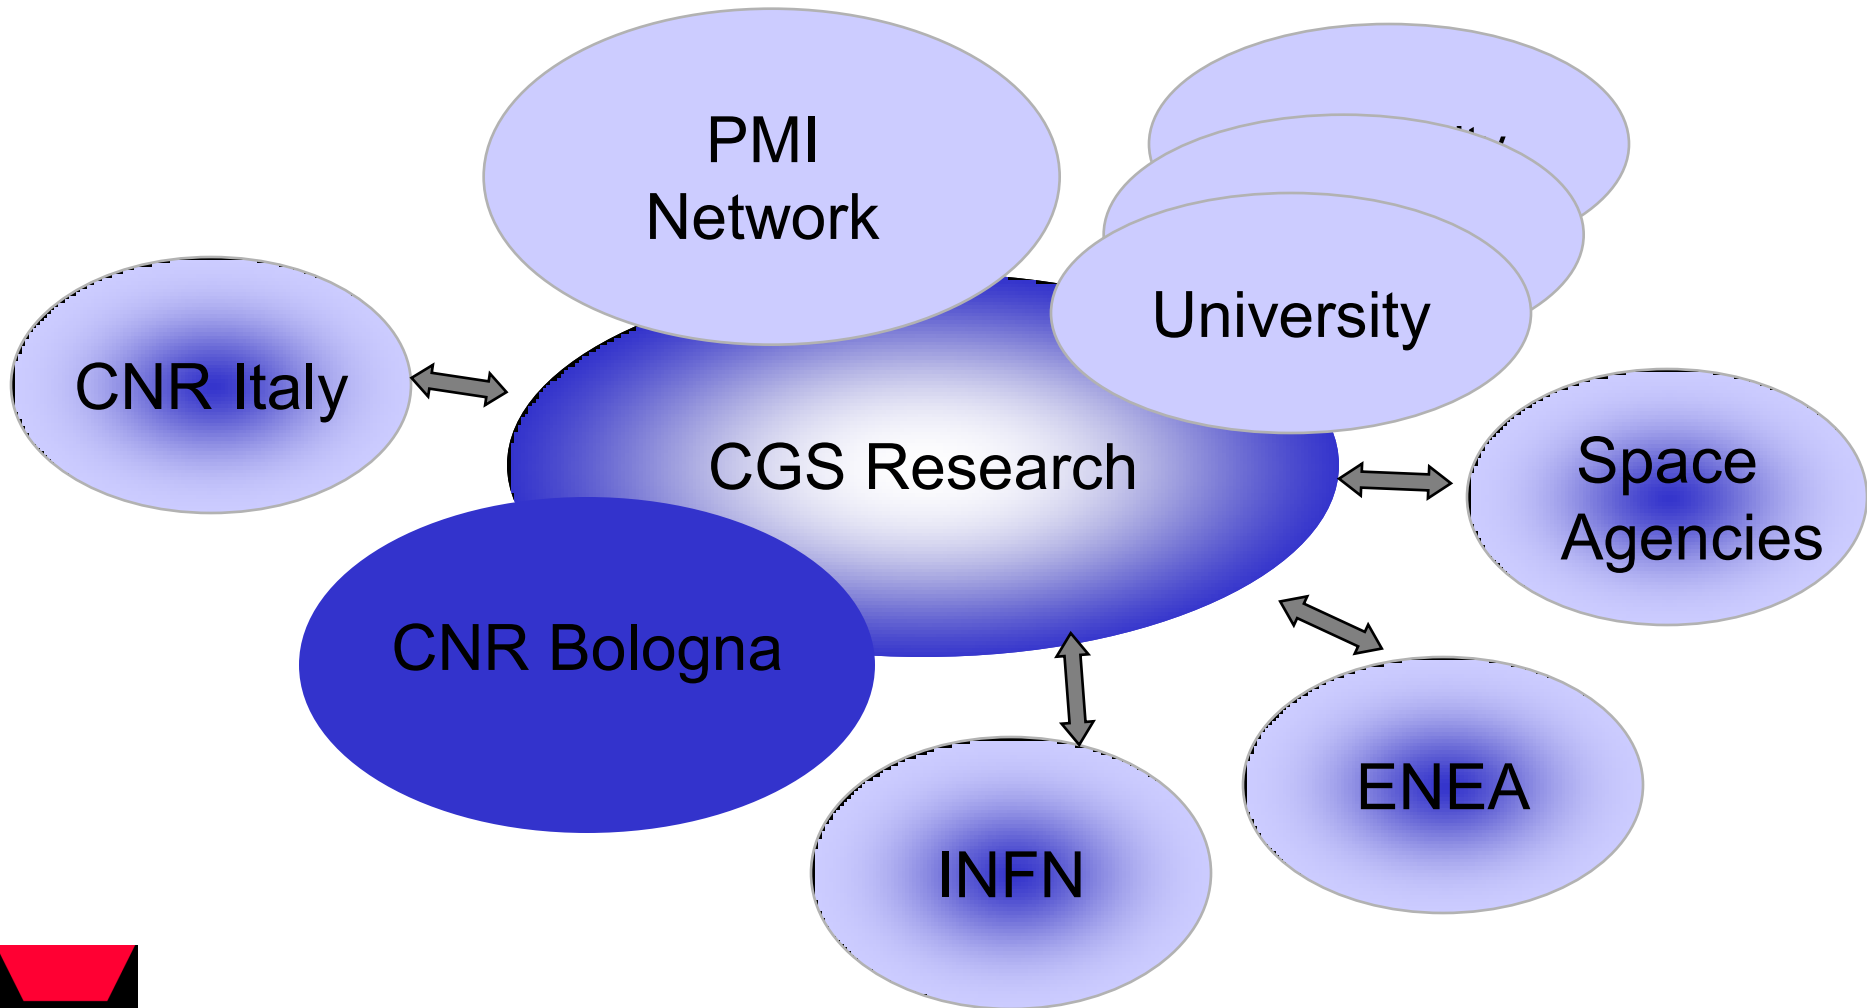 PMI
Network
University
CNR Italy
CGS Research
Space
Agencies
CNR Bologna
ENEA
INFN